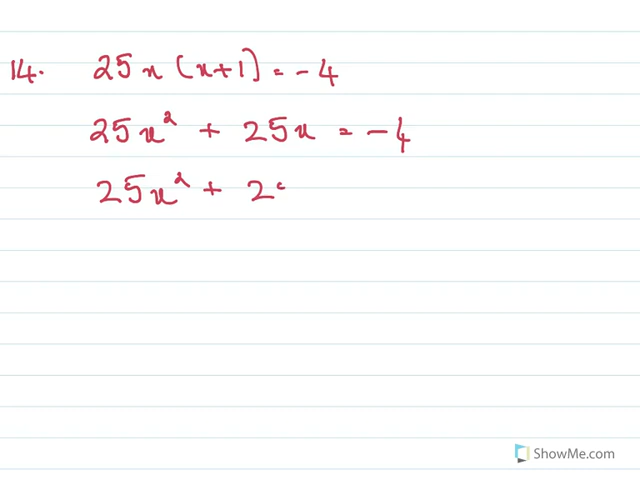 14. 25x (x+1) = -4
25x² + 25x = -4
25x² + 2
ShowMe.com